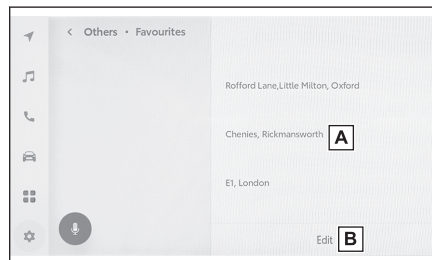 < Others • Favourites
Rofford Lane,Little Milton, Oxford
Chenies, Rickmansworth A
E1, London
Edit B